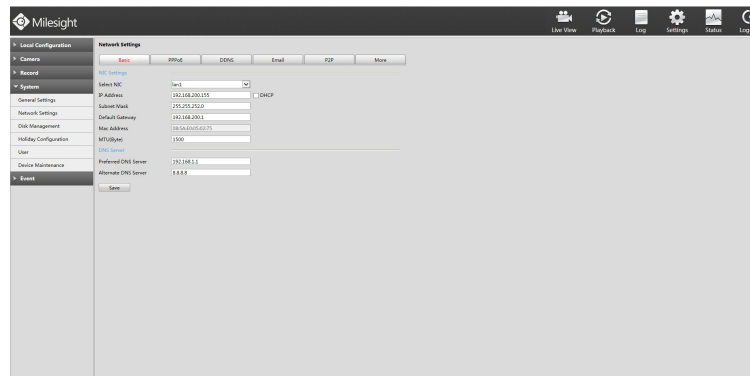 Milesight
Live View Playback Log Settings Status
Local Configuration
Camera
Record
System
General Settings
Network Settings
Disk Management
Holiday Configuration
User
Device Maintenance
Event
Network Settings
Basic PPPoE DDNS Email P2P More
NIC Settings
Select NIC lan1
IP Address 192.168.200.155 DHCP
Subnet Mask 255.255.252.0
Default Gateway 192.168.200.1
Mac Address
MTU(Byte) 1500
DNS Server
Preferred DNS Server 192.168.1.1
Alternate DNS Server 8.8.8.8
Save